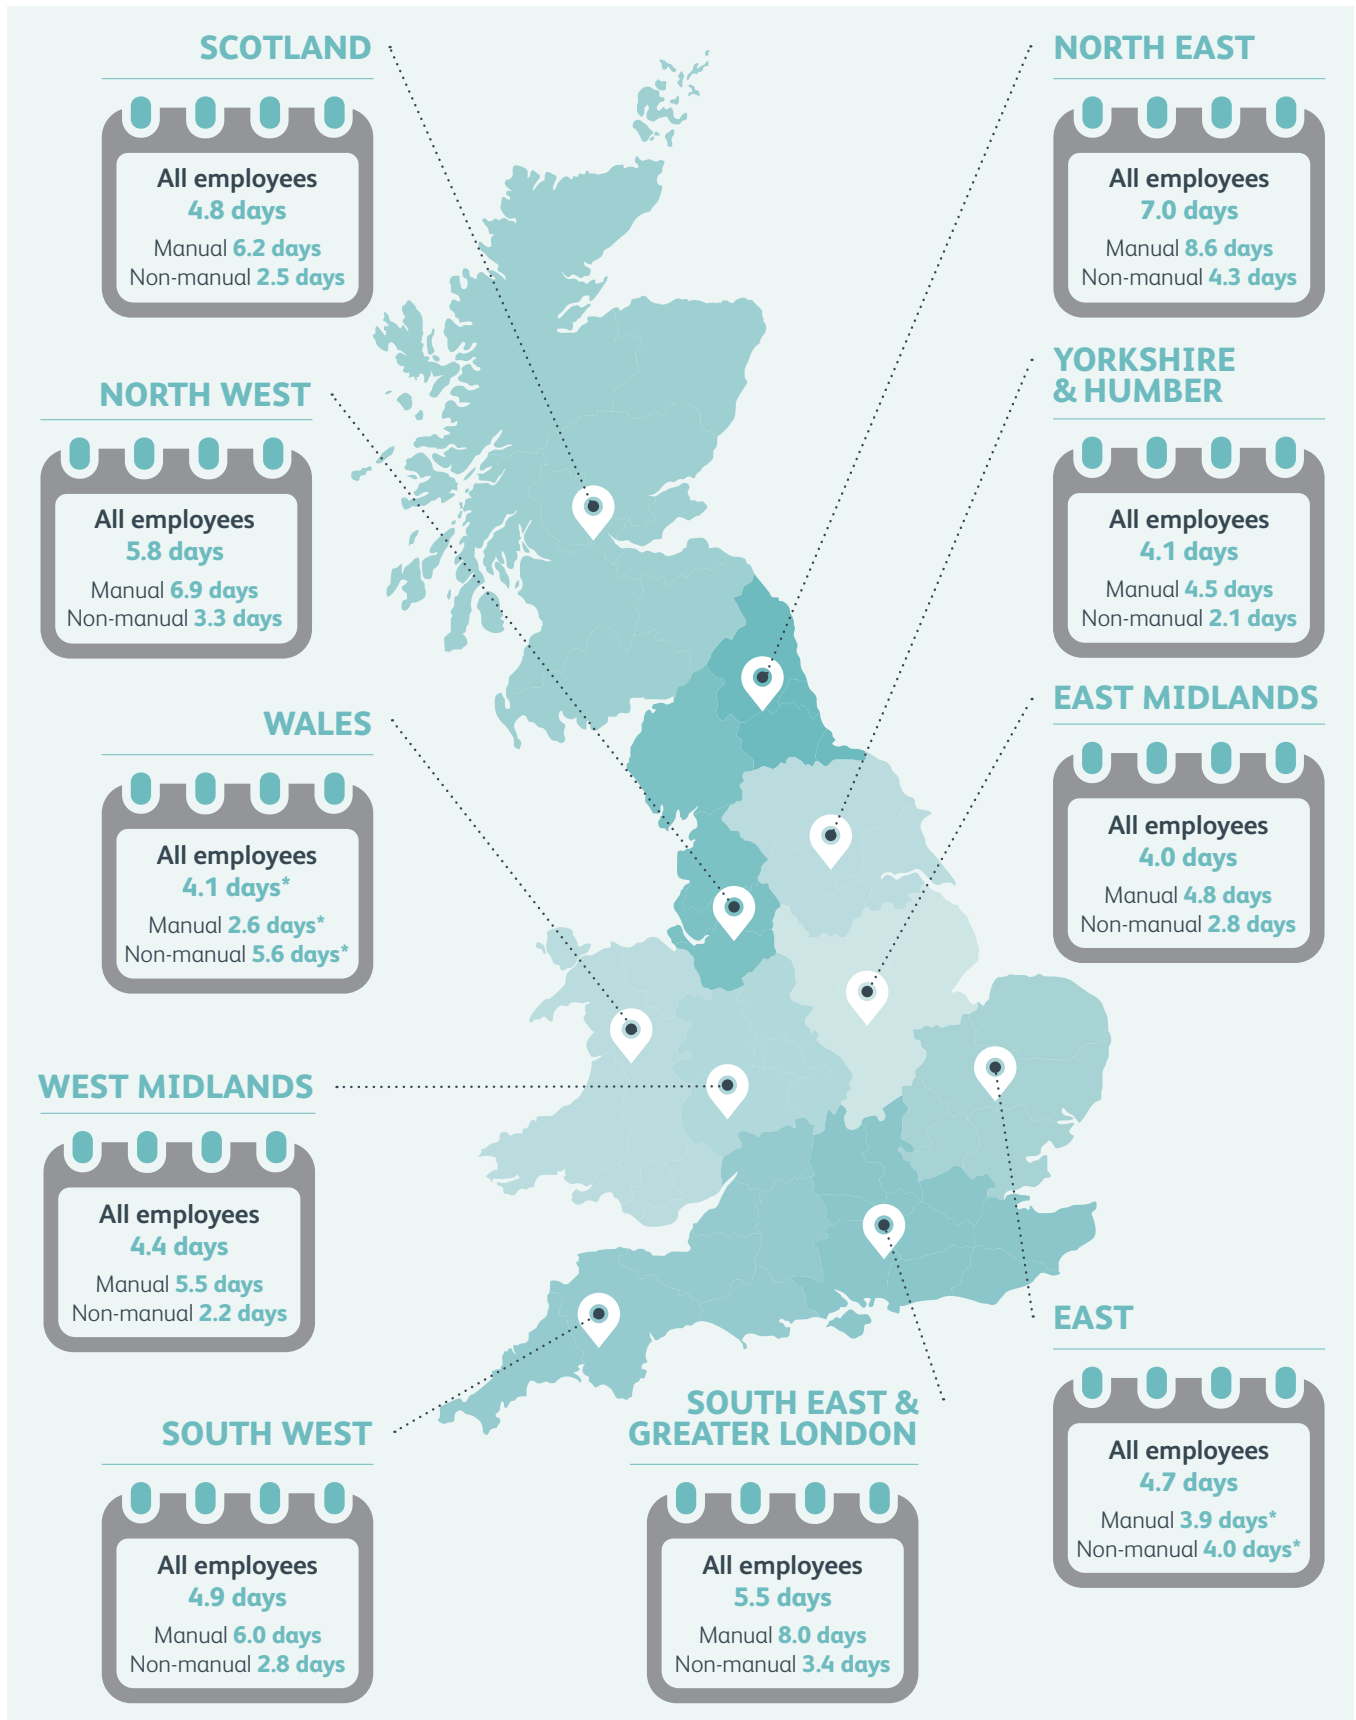 SCOTLAND
All employees
4.8 days
Manual 6.2 days
Non-manual 2.5 days
NORTH EAST
All employees
7.0 days
Manual 8.6 days
Non-manual 4.3 days
NORTH WEST
All employees
5.8 days
Manual 6.9 days
Non-manual 3.3 days
YORKSHIRE
& HUMBER
All employees
4.1 days
Manual 4.5 days
Non-manual 2.1 days
WALES
All employees
4.1 days*
Manual 2.6 days*
Non-manual 5.6 days*
EAST MIDLANDS
All employees
4.0 days
Manual 4.8 days
Non-manual 2.8 days
WEST MIDLANDS
All employees
4.4 days
Manual 5.5 days
Non-manual 2.2 days
EAST
All employees
4.7 days
Manual 3.9 days*
Non-manual 4.0 days*
SOUTH WEST
All employees
4.9 days
Manual 6.0 days
Non-manual 2.8 days
SOUTH EAST &
GREATER LONDON
All employees
5.5 days
Manual 8.0 days
Non-manual 3.4 days